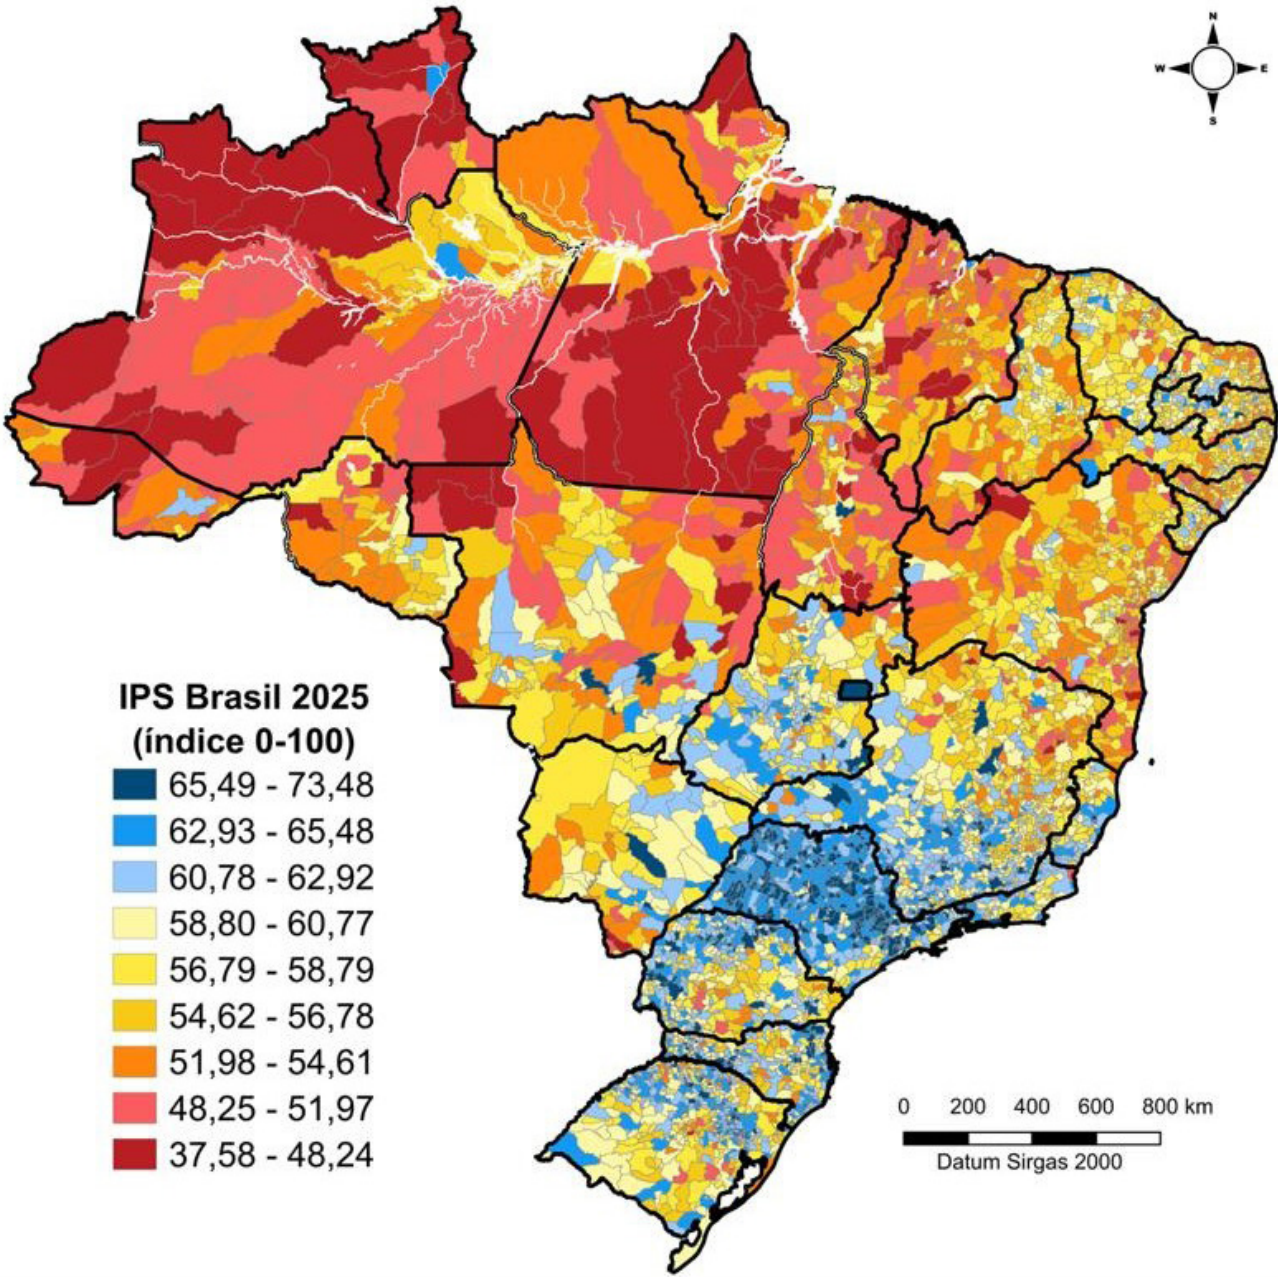 N
W E
S
IPS Brasil 2025
(índice 0-100)
65,49 - 73,48
62,93 - 65,48
60,78 - 62,92
58,80 - 60,77
56,79 - 58,79
54,62 - 56,78
51,98 - 54,61
48,25 - 51,97
37,58 - 48,24
0 200 400 600 800 km
Datum Sirgas 2000